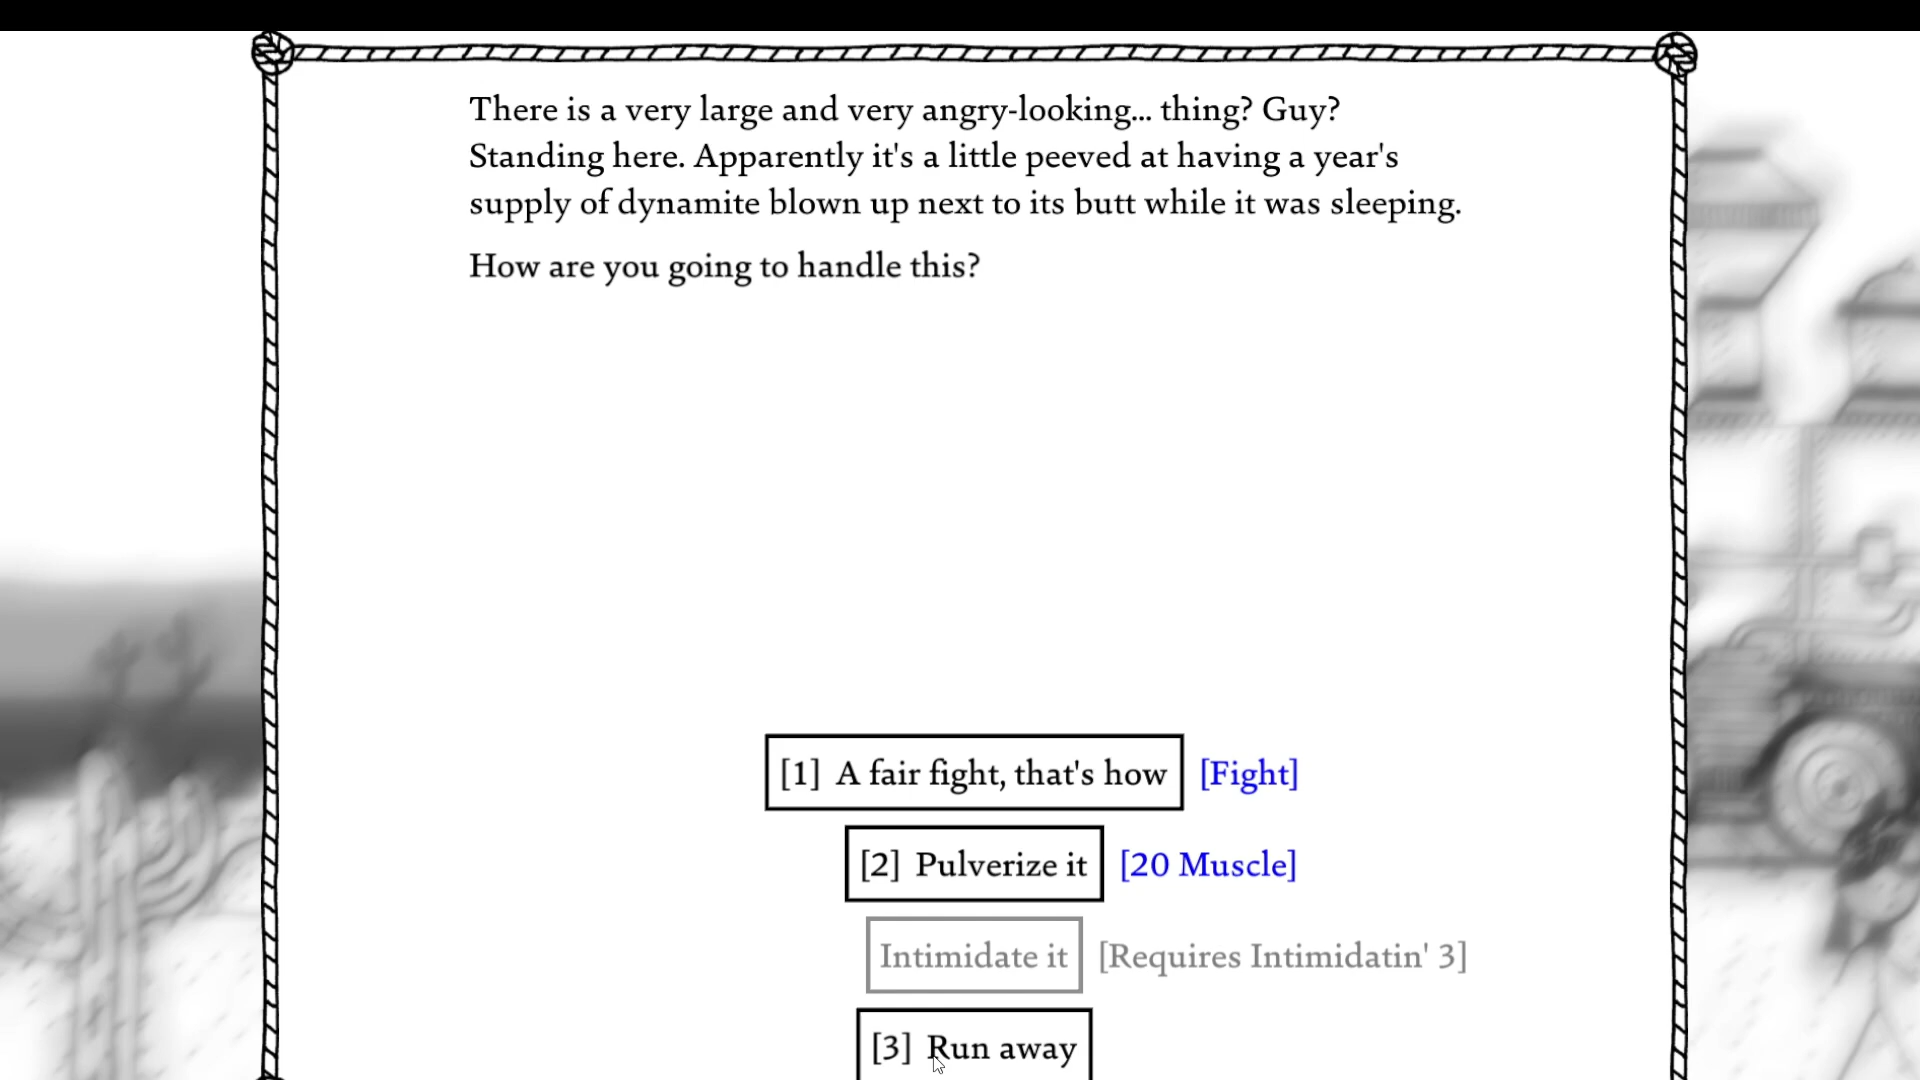 There is a very large and very angry-looking... thing? Guy?
Standing here. Apparently it's a little peeved at having a year's
supply of dynamite blown up next to its butt while it was sleeping.
How are you going to handle this?
[1] A fair fight, that's how [Fight]
[2] Pulverize it [20 Muscle]
Intimidate it [Requires Intimidatin' 3]
[3] Run away